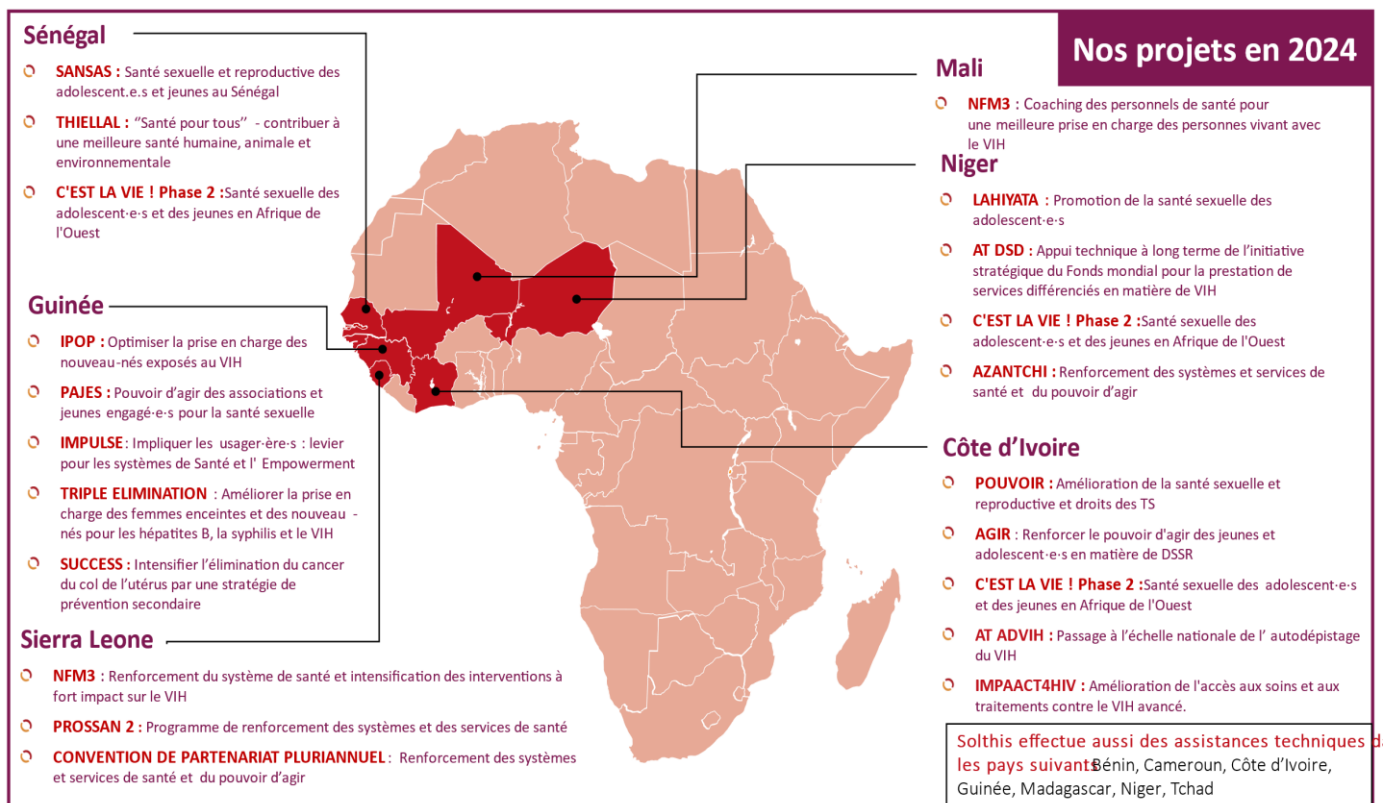 Nos projets en 2024
Sénégal
SANSAS : Santé sexuelle et reproductive des
adolescent.e.s et jeunes au Sénégal
THIELLAL : “Santé pour tous” - contribuer à
une meilleure santé humaine, animale et
environnementale
C'EST LA VIE ! Phase 2 :Santé sexuelle des
adolescent·e·s et des jeunes en Afrique de
l'Ouest
Guinée
IPOP : Optimiser la prise en charge des
nouveau-nés exposés au VIH
PAJES : Pouvoir d’agir des associations et
jeunes engagé·e·s pour la santé sexuelle
IMPULSE : Impliquer les usager·ère·s : levier
pour les systèmes de Santé et l' Empowerment
TRIPLE ELIMINATION : Améliorer la prise en
charge des femmes enceintes et des nouveau -
nés pour les hépatites B, la syphilis et le VIH
SUCCESS : Intensifier l’élimination du cancer
du col de l’utérus par une stratégie de
prévention secondaire
Sierra Leone
NFM3 : Renforcement du système de santé et intensification des interventions à
fort impact sur le VIH
PROSSAN 2 : Programme de renforcement des systèmes et des services de santé
CONVENTION DE PARTENARIAT PLURIANNUEL : Renforcement des systèmes
et services de santé et du pouvoir d’agir
Mali
NFM3 : Coaching des personnels de santé pour
une meilleure prise en charge des personnes vivant avec
le VIH
Niger
LAHIYATA : Promotion de la santé sexuelle des
adolescent·e·s
AT DSD : Appui technique à long terme de l’initiative
stratégique du Fonds mondial pour la prestation de
services différenciés en matière de VIH
C'EST LA VIE ! Phase 2 :Santé sexuelle des
adolescent·e·s et des jeunes en Afrique de l'Ouest
AZANTCHI : Renforcement des systèmes et services de
santé et du pouvoir d’agir
Côte d’Ivoire
POUVOIR : Amélioration de la santé sexuelle et
reproductive et droits des TS
AGIR : Renforcer le pouvoir d'agir des jeunes et
adolescent·e·s en matière de DSSR
C'EST LA VIE ! Phase 2 :Santé sexuelle des adolescent·e·s
et des jeunes en Afrique de l'Ouest
AT ADVIH : Passage à l’échelle nationale de l’ autodépistage
du VIH
IMPAACT4HIV : Amélioration de l'accès aux soins et aux
traitements contre le VIH avancé.
Solthis effectue aussi des assistances techniques
les pays suivants Bénin, Cameroun, Côte d’Ivoire,
Guinée, Madagascar, Niger, Tchad